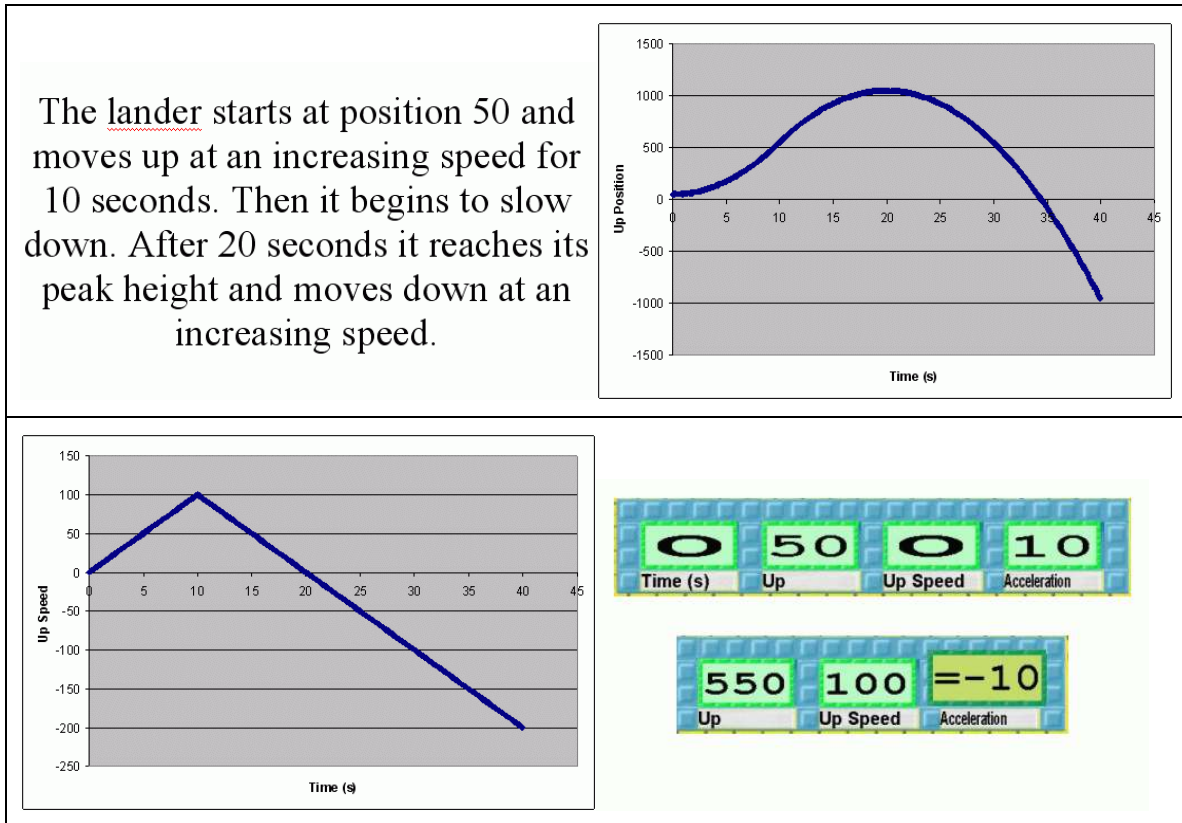 The lander starts at position 50 and
moves up at an increasing speed for
10 seconds. Then it begins to slow
down. After 20 seconds it reaches its
peak height and moves down at an
increasing speed.
1500
1000
500
0
-500
-1000
-1500
0 5 10 15 20 25 30 35 40 45
Up Position
Time (s)
150
100
50
0
-50
-100
-150
-200
-250
0 5 10 15 20 25 30 35 40 45
Up Speed
Time (s)
0 50 0 10
Time (s) Up Up Speed Acceleration
550 100 =-10
Up Up Speed Acceleration